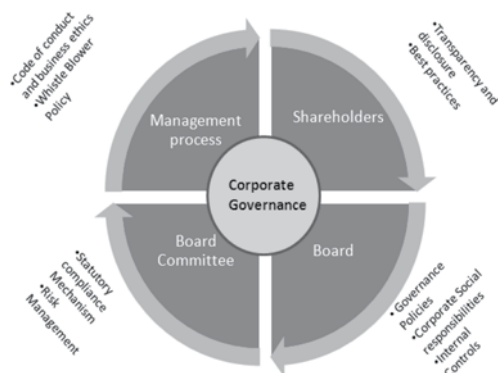 •Code of conduct
and business ethics
•Whistle Blower
Policy
•Transparency and
disclosure
•Best practices
Management
process
Shareholders
Corporate
Governance
Board
Committee
Board
•Statutory
compliance
Mechanism
•Risk
Management
•Governance
Policies
•Corporate Social
responsibilities
•Internal
Controls